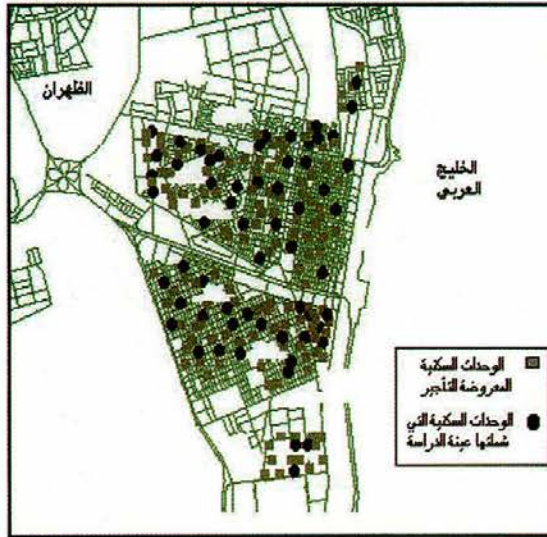 الظهران
الخليج
العربي
الوحدات السكنية
المعروضة للتأجير
الوحدات السكنية التي
شملتها عينة الدراسة